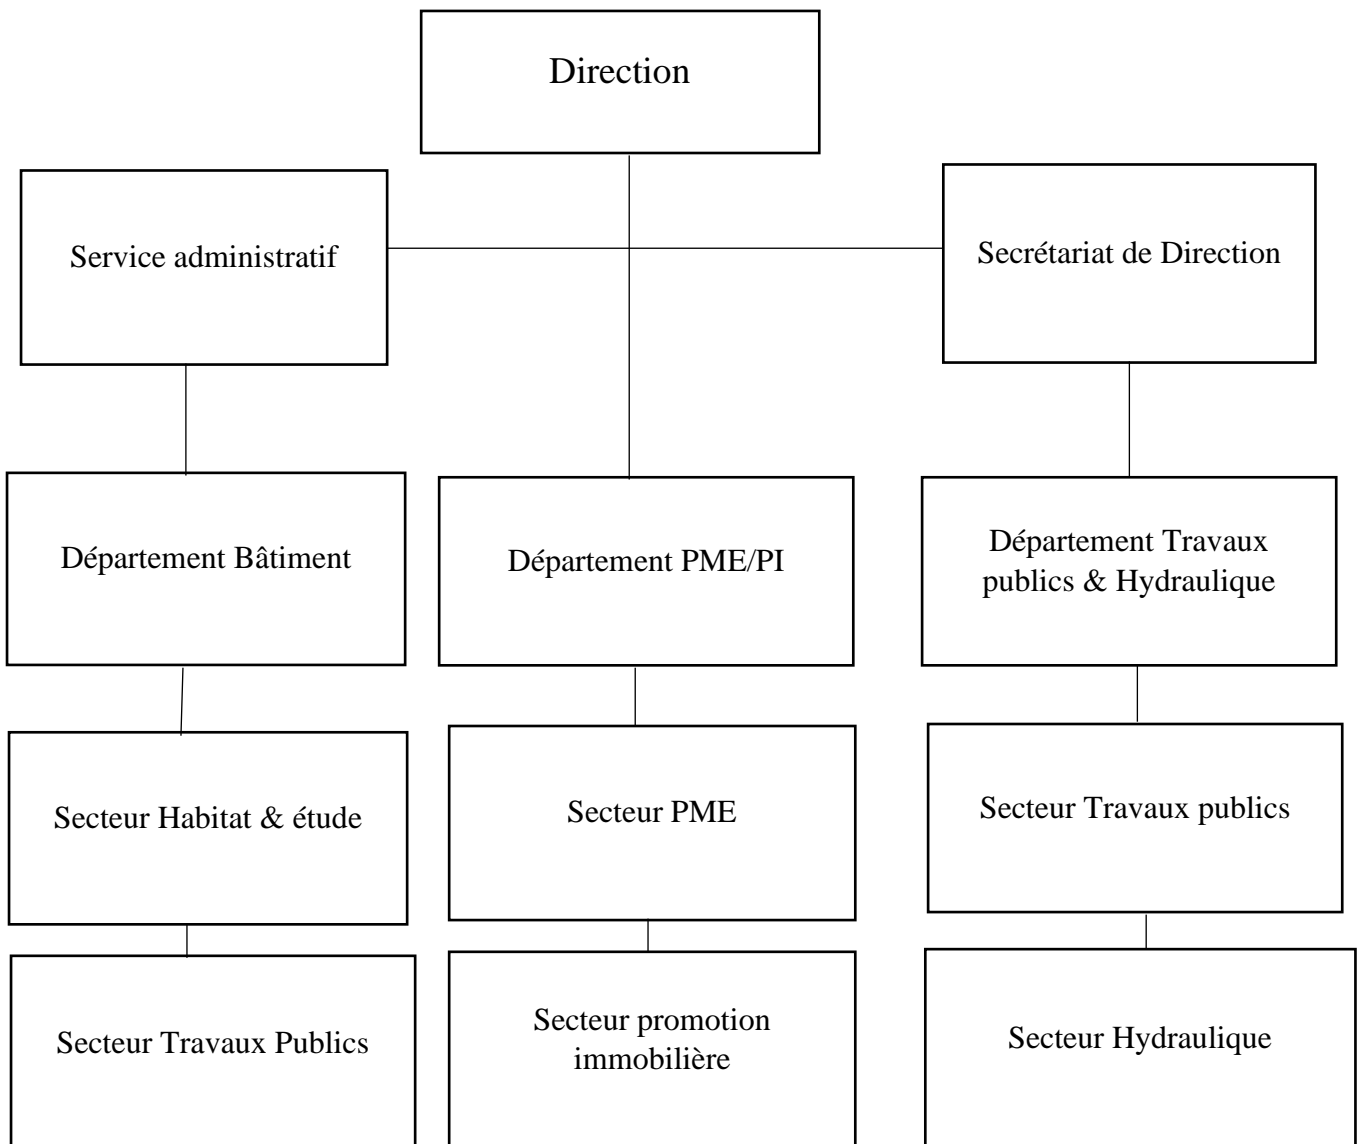 Direction
Service administratif
Secrétariat de Direction
Département Bâtiment
Département PME/PI
Département Travaux
publics & Hydraulique
Secteur Habitat & étude
Secteur PME
Secteur Travaux publics
Secteur Travaux Publics
Secteur promotion
immobilière
Secteur Hydraulique